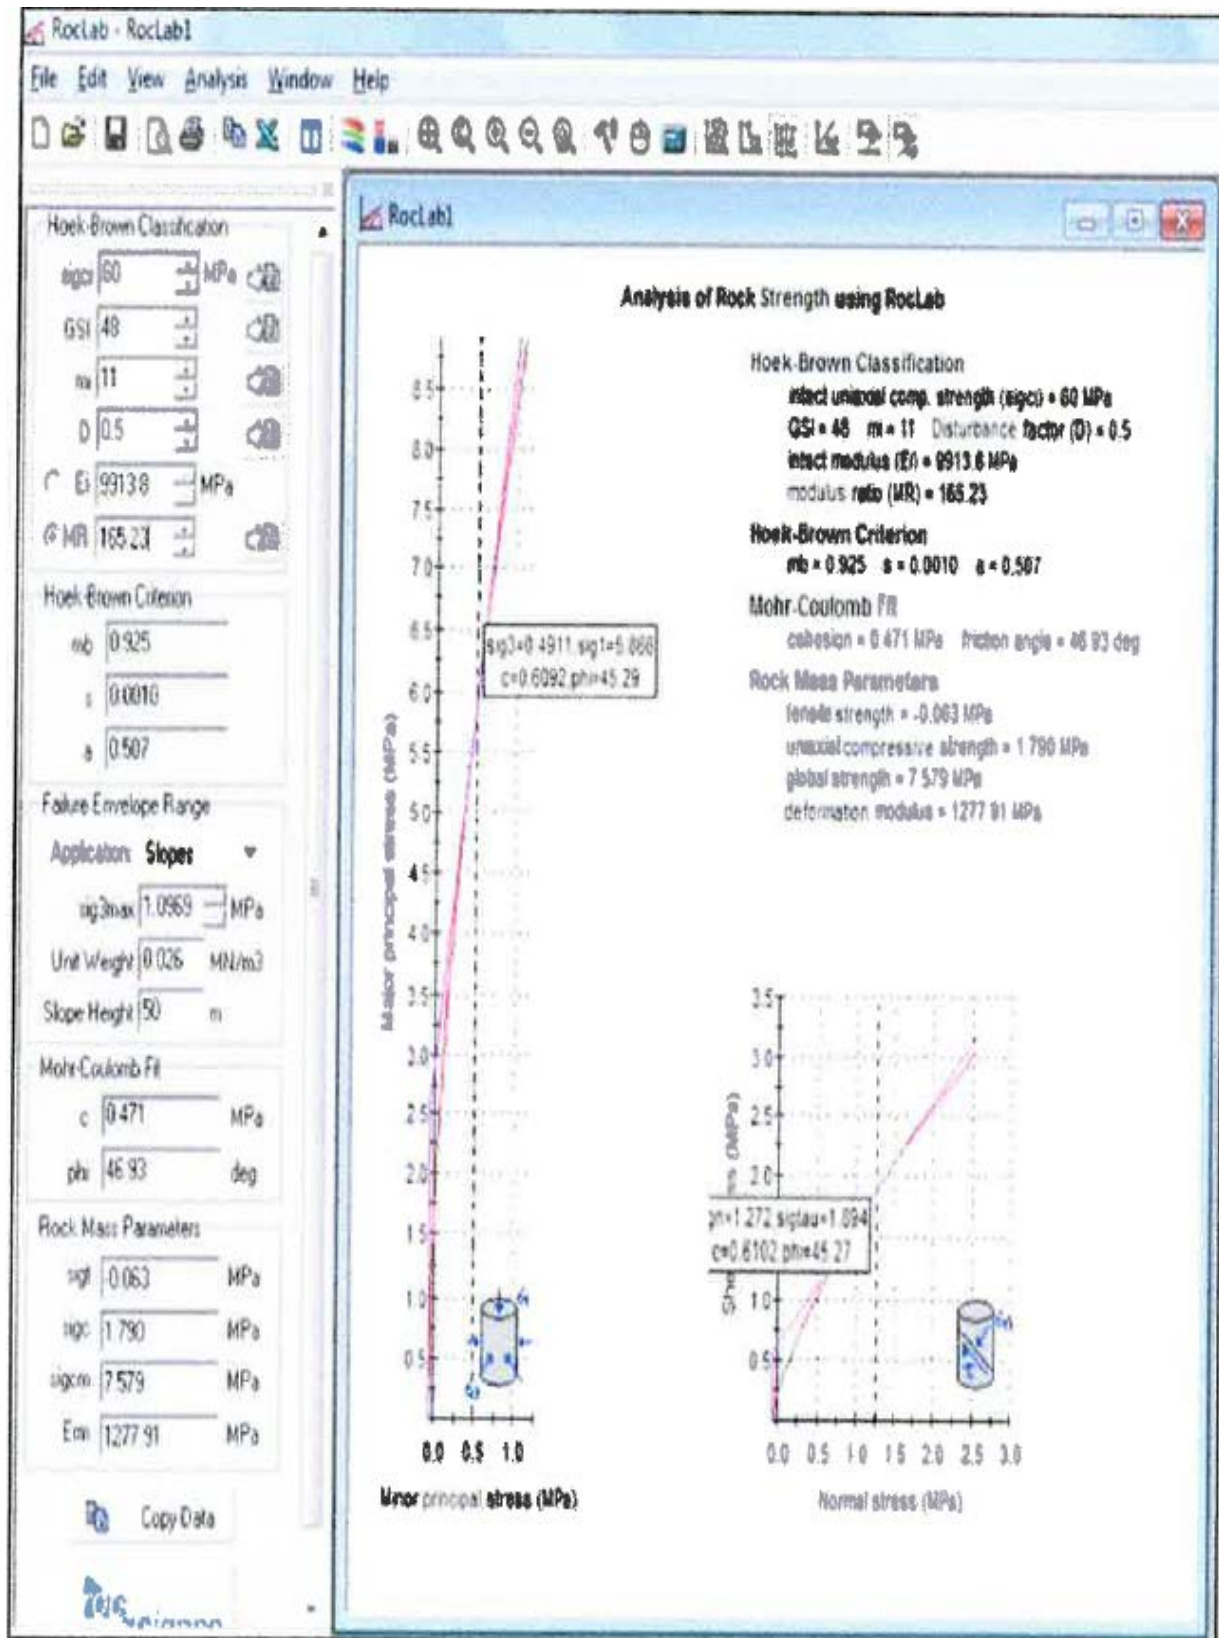 RocLab - RocLab1
File Edit View Analysis Window Help
Hoek-Brown Classification
sigci 60 MPa
GSI 48
mi 11
D 0.5
Ei 9913.8 MPa
MR 165.23
Hoek-Brown Criterion
mb 0.925
s 0.0010
a 0.507
Failure Envelope Range
Application: Slopes
sig3max 1.0969 MPa
Unit Weight 0.026 MN/m3
Slope Height 50 m
Mohr-Coulomb Fit
c 0.471 MPa
phi 46.93 deg
Rock Mass Parameters
sigt -0.063 MPa
sigc 1.790 MPa
sigcm 7.579 MPa
Em 1277.91 MPa
Copy Data
RocLab1
Analysis of Rock Strength using RocLab
Hoek-Brown Classification
intact uniaxial comp. strength (sigci) = 60 MPa
GSI = 48 mi = 11 Disturbance factor (D) = 0.5
intact modulus (Ei) = 9913.8 MPa
modulus ratio (MR) = 165.23
Hoek-Brown Criterion
mb = 0.925 s = 0.0010 a = 0.507
Mohr-Coulomb Fit
cohesion = 0.471 MPa friction angle = 46.93 deg
Rock Mass Parameters
tensile strength = -0.063 MPa
uniaxial compressive strength = 1.790 MPa
global strength = 7.579 MPa
deformation modulus = 1277.91 MPa
Major principal stress (MPa)
8.5
8.0
7.5
7.0
6.5
6.0
5.5
5.0
4.5
4.0
3.5
3.0
2.5
2.0
1.5
1.0
0.5
sig3=0.4911 sig1=5.866
c=0.6092 phi=45.29
0.0 0.5 1.0
Minor principal stress (MPa)
3.5
3.0
2.5
2.0
1.0
0.5
gn=1.272 sigtau=1.894
c=0.6102 phi=45.27
0.0 0.5 1.0 1.5 2.0 2.5 3.0
Normal stress (MPa)